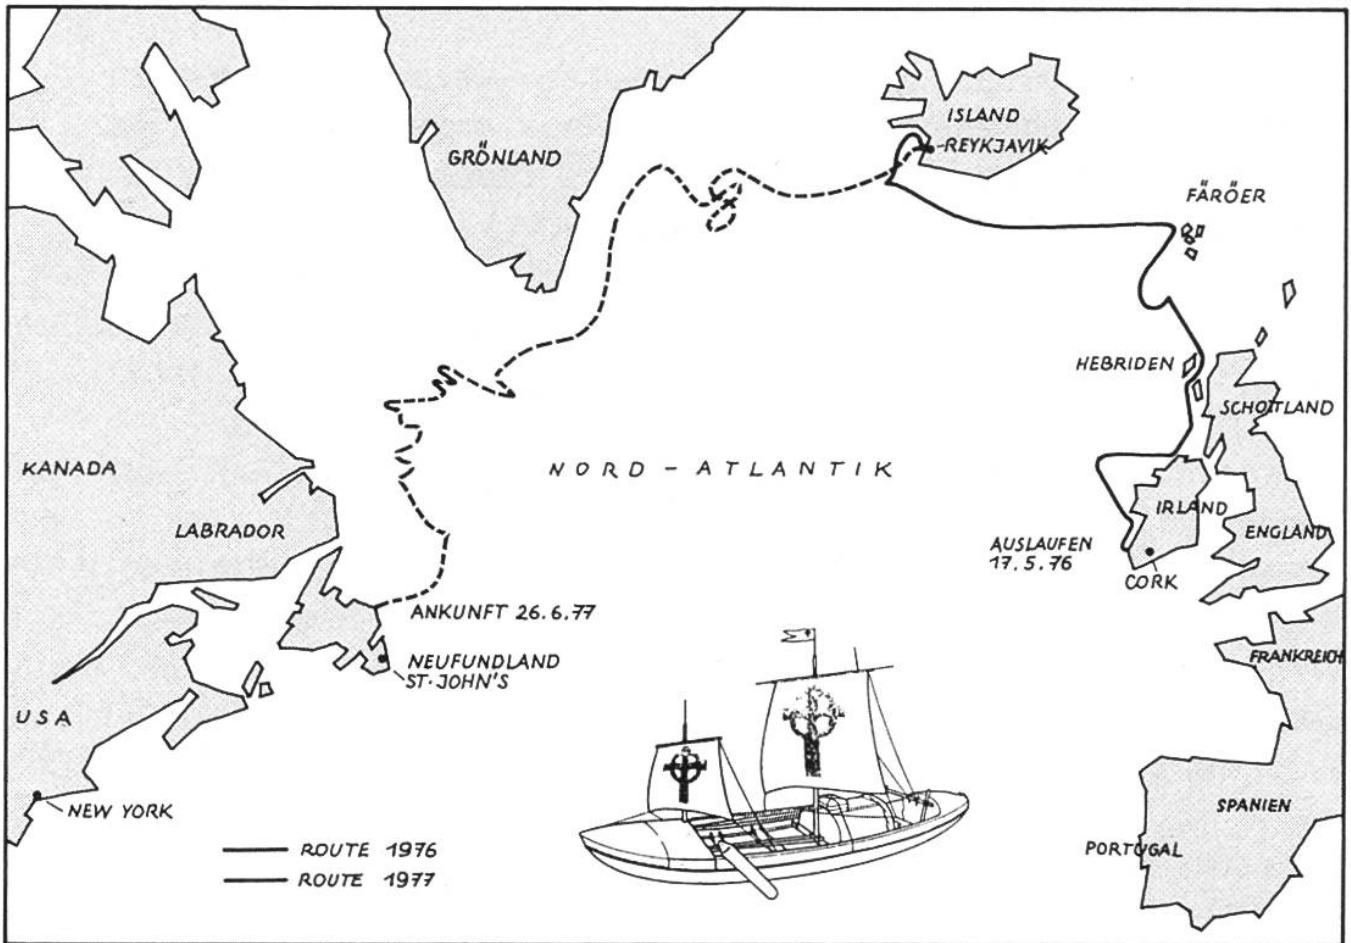 ISLAND
-REYKJAVIK
GRÖNLAND
FÄRÖER
HEBRIDEN
SCHOTTLAND
KANADA
NORD-ATLANTIK
LABRADOR
IRLAND
ENGLAND
AUSLAUFEN
17.5.76
CORK
ANKUNFT 26.6.77
NEUFUNDLAND
ST. JOHN'S
FRANKREICH
USA
NEW YORK
SPANIEN
PORTUGAL
ROUTE 1976
ROUTE 1977